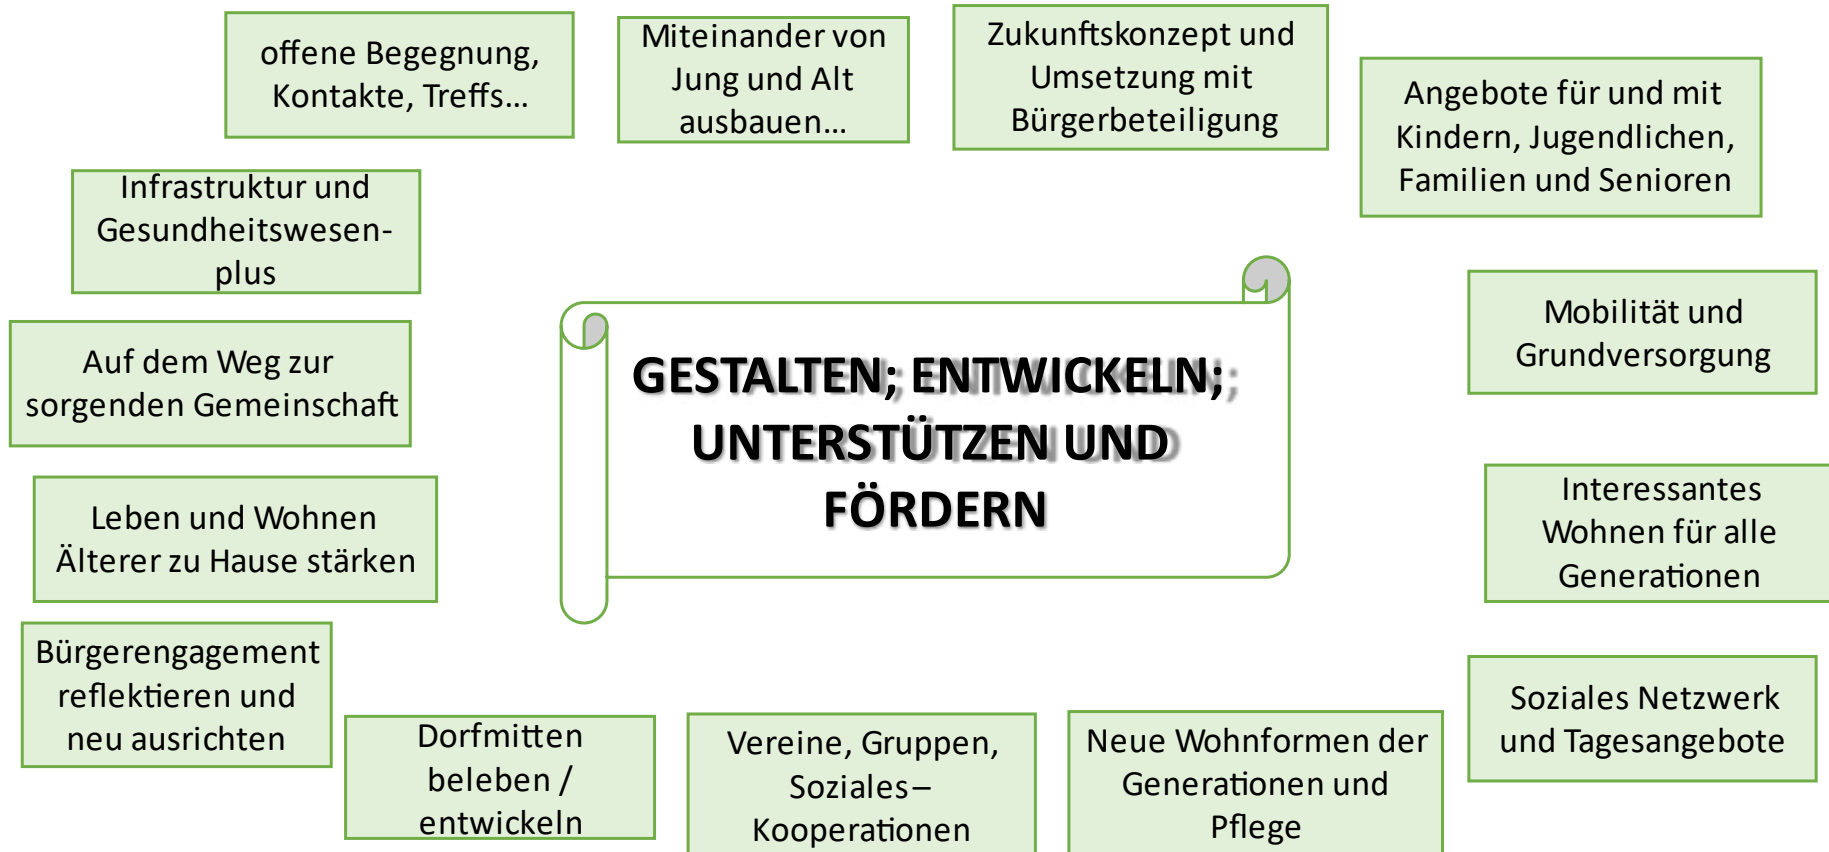 offene Begegnung,
Kontakte, Treffs…
Miteinander von
Jung und Alt
ausbauen…
Zukunftskonzept und
Umsetzung mit
Bürgerbeteiligung
Angebote für und mit
Kindern, Jugendlichen,
Familien und Senioren
Infrastruktur und
Gesundheitswesen-
plus
Mobilität und
Grundversorgung
Auf dem Weg zur
sorgenden Gemeinschaft
GESTALTEN; ENTWICKELN;
UNTERSTÜTZEN UND
FÖRDERN
Leben und Wohnen
Älterer zu Hause stärken
Interessantes
Wohnen für alle
Generationen
Bürgerengagement
reflektieren und
neu ausrichten
Dorfmitten
beleben /
entwickeln
Vereine, Gruppen,
Soziales –
Kooperationen
Neue Wohnformen der
Generationen und
Pflege
Soziales Netzwerk
und Tagesangebote